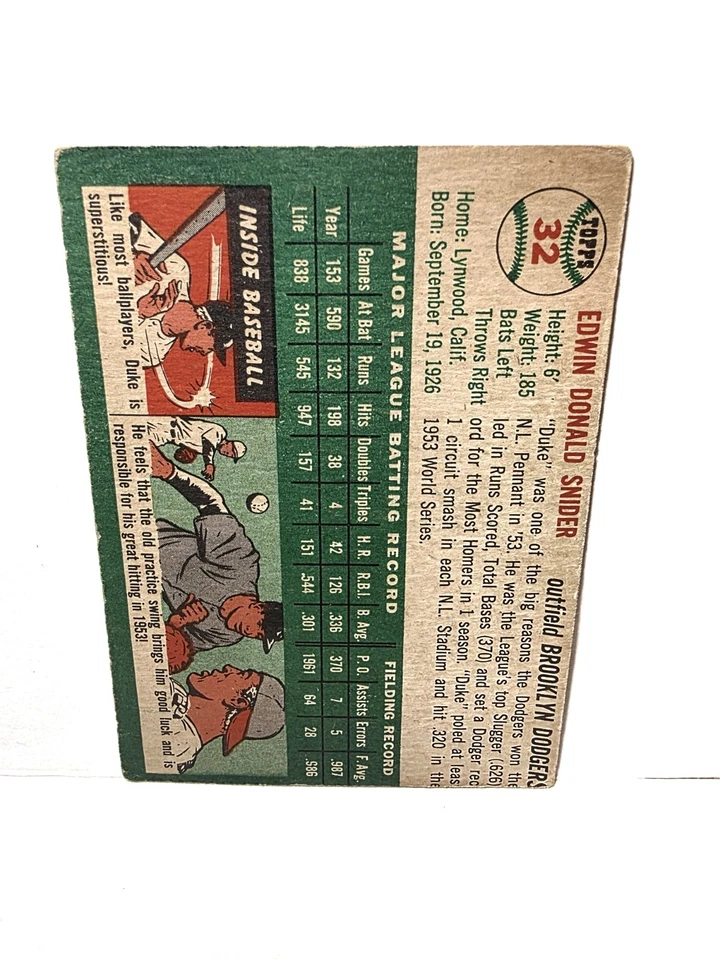 TOPPS
32
EDWIN DONALD SNIDER
outfield BROOKLYN DODGERS
Height: 6'
Weight: 185
Bats Left
Throws Right
Home: Lynwood, Calif.
Born: September 19, 1926
"Duke" was one of the big reasons the Dodgers won the
N.L. Pennant in '53. He was the League's top Slugger (.626)
led in Runs Scored, Total Bases (370) and set a Dodger rec
ord for the Most Homers in 1 season. "Duke" poled at leas
1 circuit smash in each N.L. Stadium and hit .320 in the
1953 World Series.
MAJOR LEAGUE BATTING RECORD FIELDING RECORD
Games At Bat Runs Hits Doubles Triples H.R. R.B.I. B. Avg. P.O. Assists Errors F. Avg.
Year 153 590 132 198 38 4 42 126 .336 370 7 5 .987
Life 838 3145 545 947 157 41 151 544 .301 1961 64 28 .986
INSIDE BASEBALL
Like most ballplayers, Duke is
superstitious!
He feels that the old practice swing brings him good luck and is
responsible for his great hitting in 1953!